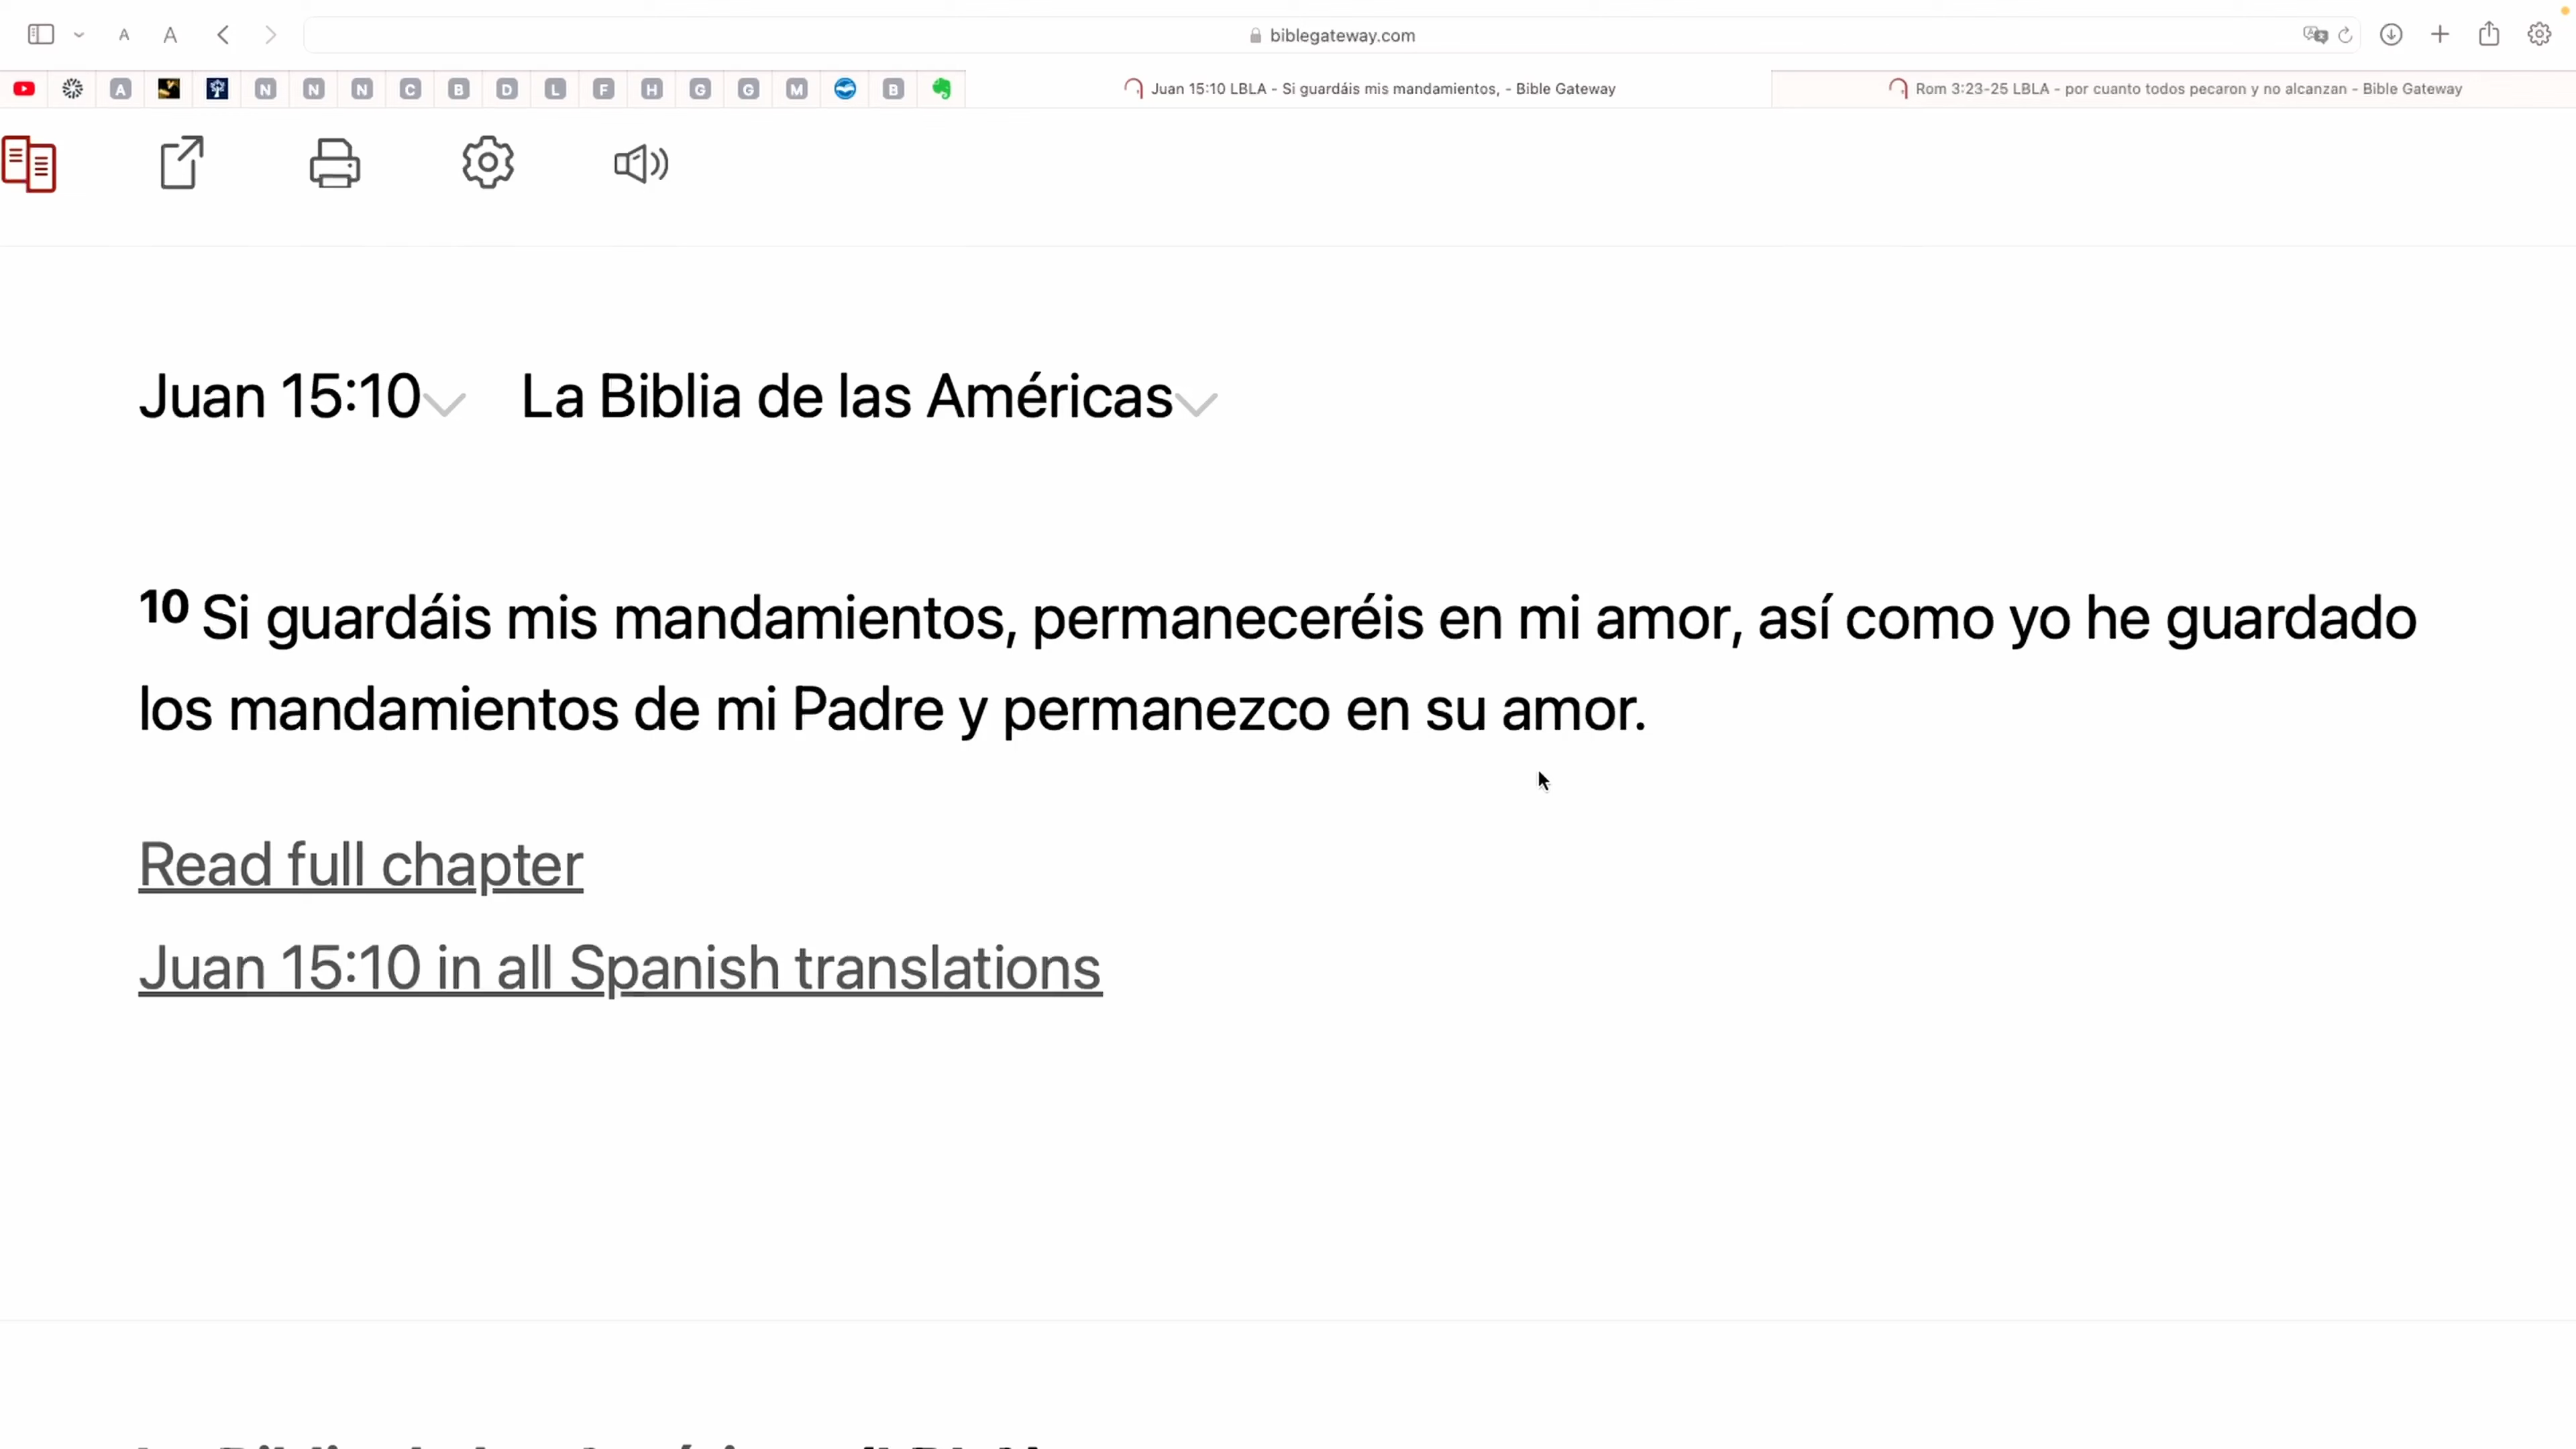 A A biblegateway.com
A N N N C B D L F H G G M B Juan 15:10 LBLA - Si guardáis mis mandamientos, - Bible Gateway Rom 3:23-25 LBLA - por cuanto todos pecaron y no alcanzan - Bible Gateway
Juan 15:10 La Biblia de las Américas
10 Si guardáis mis mandamientos, permaneceréis en mi amor, así como yo he guardado
los mandamientos de mi Padre y permanezco en su amor.
Read full chapter
Juan 15:10 in all Spanish translations